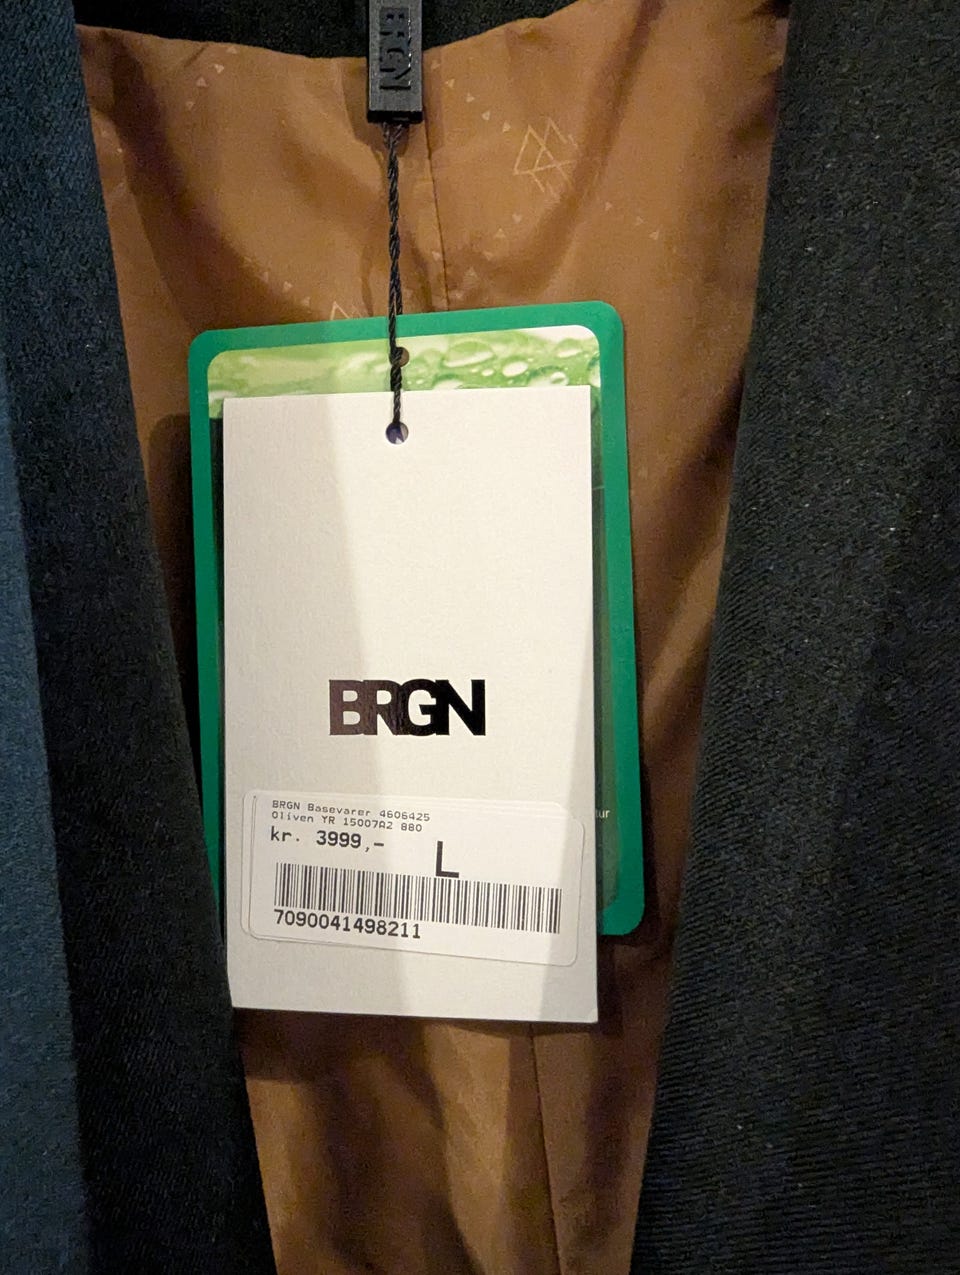 BRGN
BRGN
BRGN Basevarer 4606425
Oliven YR 15007A2 880
kr. 3999,-
L
7090041498211